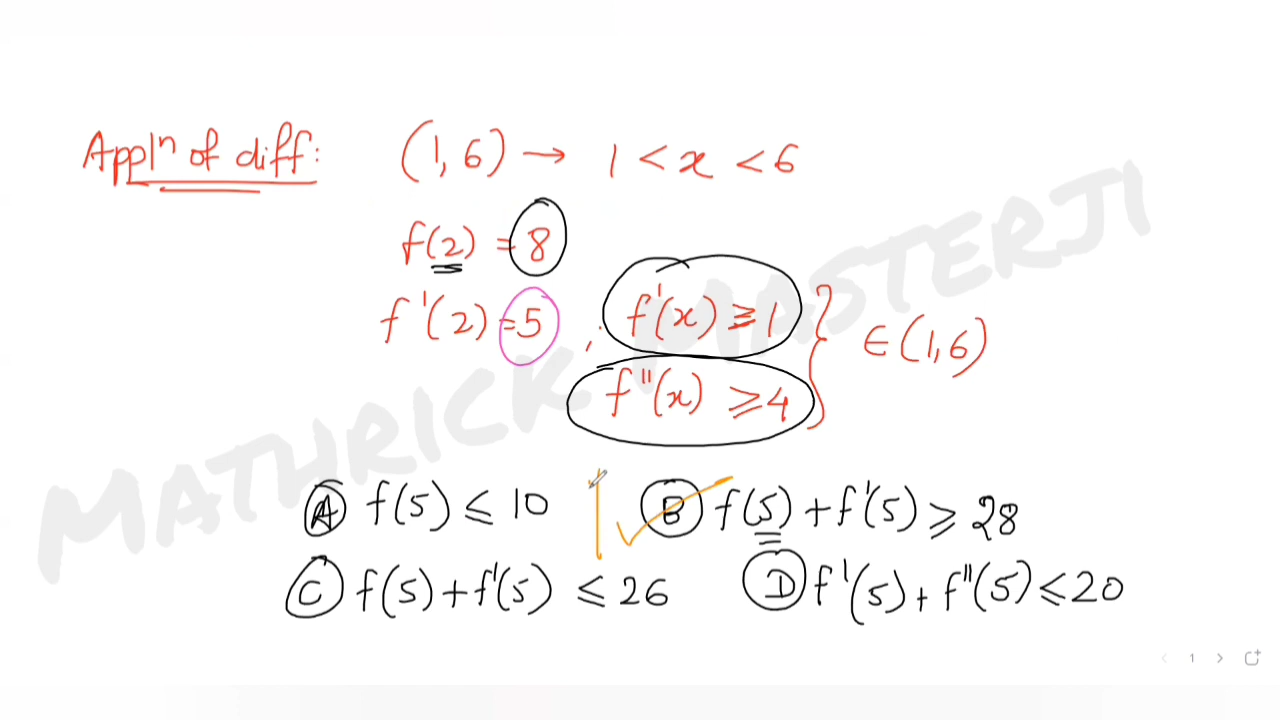 Applⁿ of diff: (1, 6) → 1 < x < 6
f(2) = 8
f'(2) = 5 , f'(x) ≥ 1 } ∈ (1, 6)
f''(x) ≥ 4
(A) f(5) ≤ 10 (B) f(5) + f'(5) ≥ 28
(C) f(5) + f'(5) ≤ 26 (D) f'(5) + f''(5) ≤ 20
MATHRICK MASTERJI
< 1 >